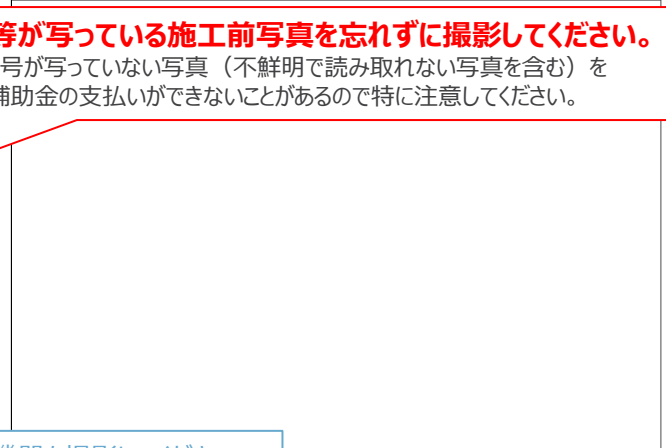 等が写っている施工前写真を忘れずに撮影してください。
号が写っていない写真（不鮮明で読み取れない写真を含む）を
補助金の支払いができないことがあるので特に注意してください。